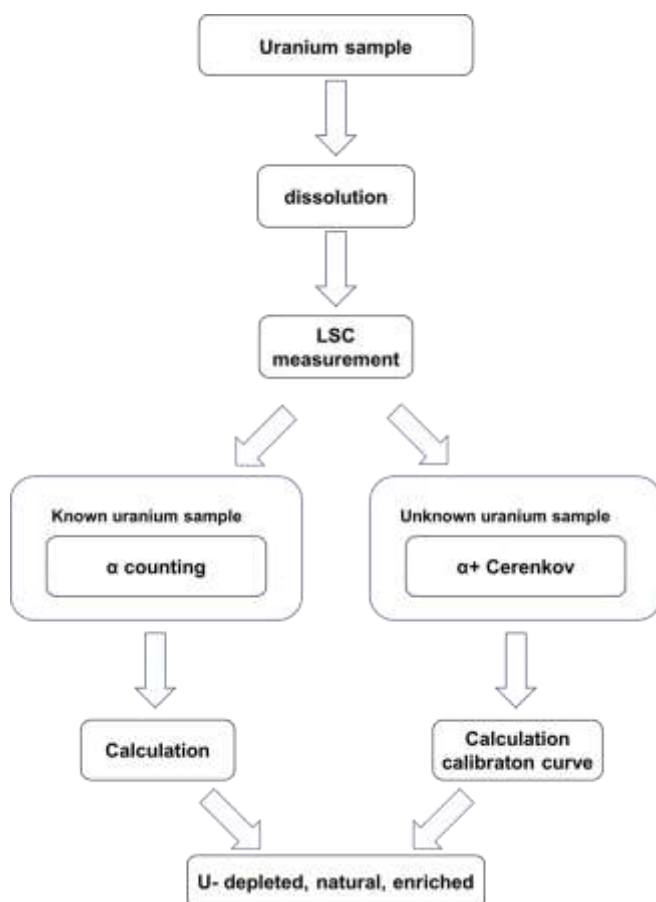 Uranium sample
dissolution
LSC
measurement
Known uranium sample
α counting
Unknown uranium sample
α+ Cerenkov
Calculation
Calculation
calibraton curve
U- depleted, natural, enriched